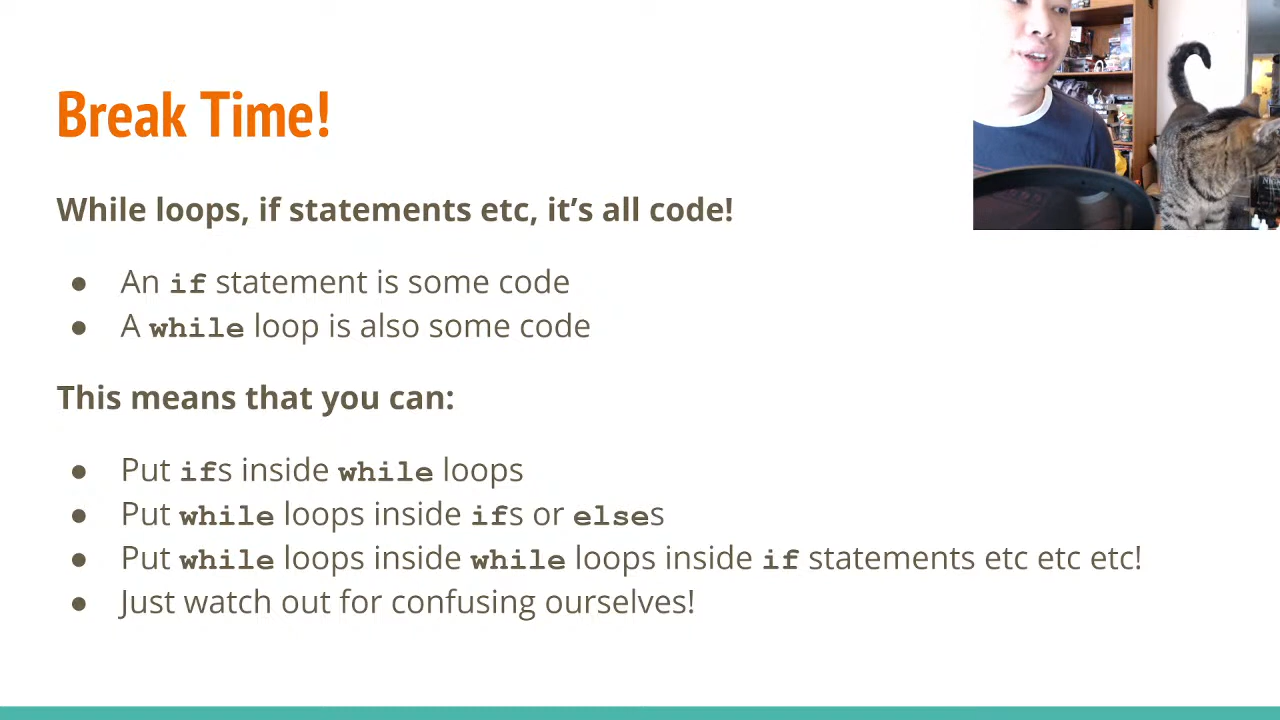 Break Time!
While loops, if statements etc, it's all code!
● An if statement is some code
● A while loop is also some code
This means that you can:
● Put ifs inside while loops
● Put while loops inside ifs or elses
● Put while loops inside while loops inside if statements etc etc etc!
● Just watch out for confusing ourselves!